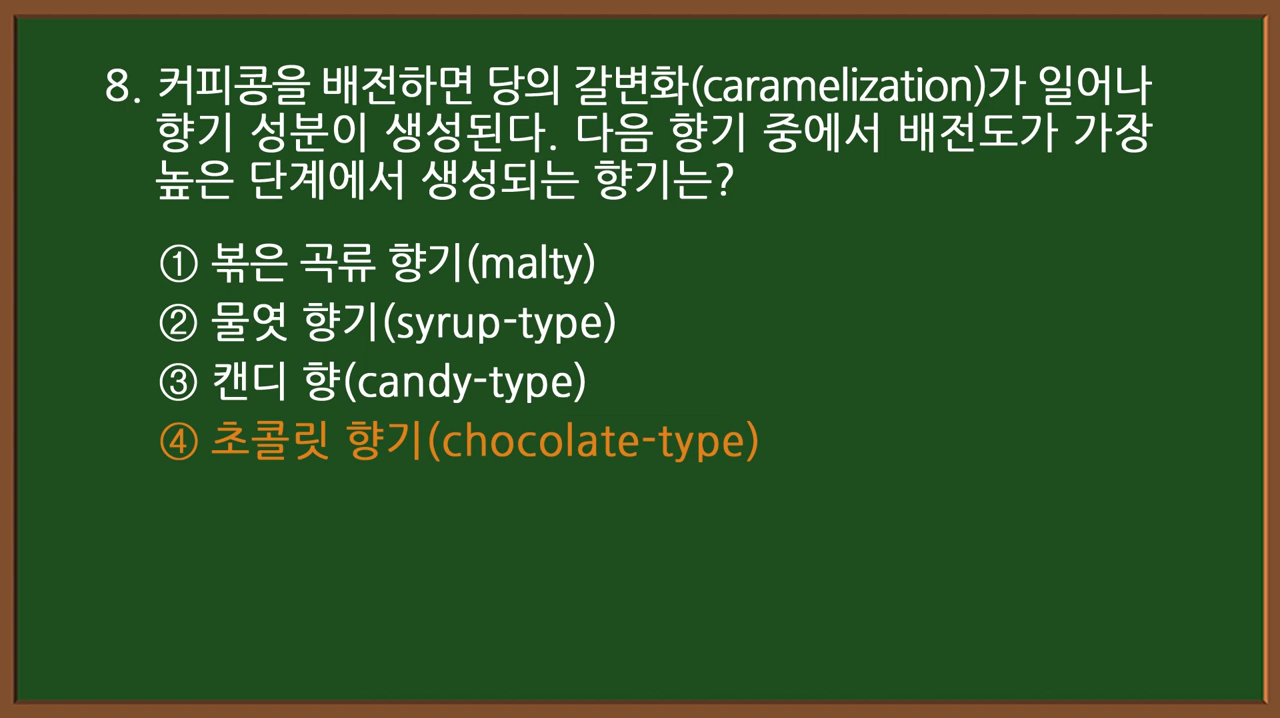 8. 커피콩을 배전하면 당의 갈변화(caramelization)가 일어나
향기 성분이 생성된다. 다음 향기 중에서 배전도가 가장
높은 단계에서 생성되는 향기는?
① 볶은 곡류 향기(malty)
② 물엿 향기(syrup-type)
③ 캔디 향(candy-type)
④ 초콜릿 향기(chocolate-type)